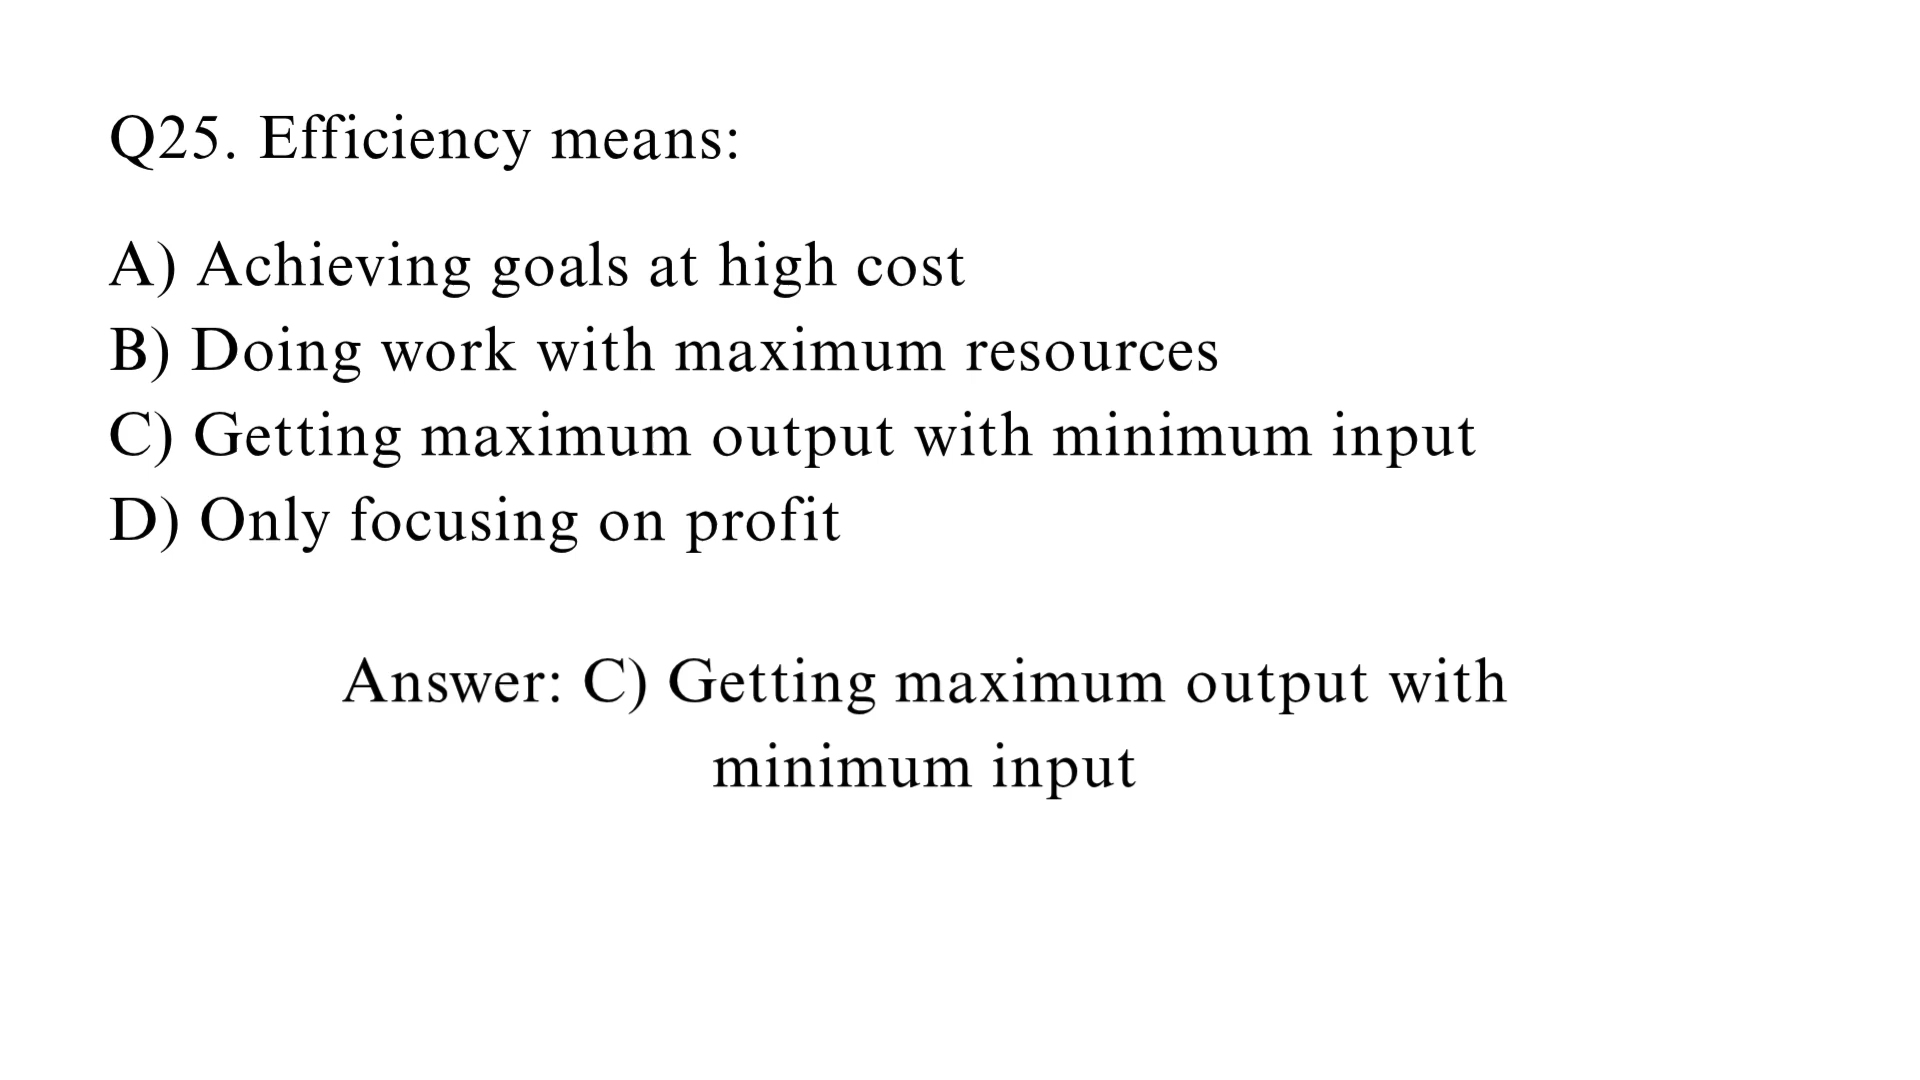 Q25. Efficiency means:
A) Achieving goals at high cost
B) Doing work with maximum resources
C) Getting maximum output with minimum input
D) Only focusing on profit
Answer: C) Getting maximum output with
minimum input